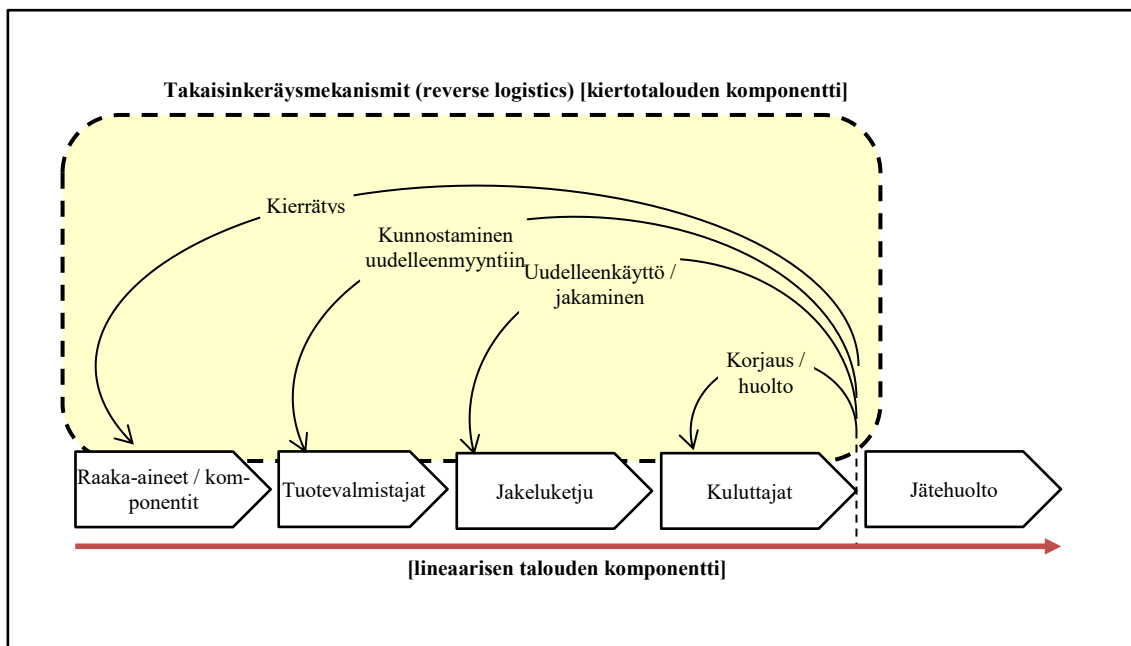 Takaisinkeräysmekanismit (reverse logistics) [kiertotalouden komponentti]
Kierrätys
Kunnostaminen
uudelleenmyyntiin
Uudelleenkäyttö /
jakaminen
Korjaus /
huolto
Raaka-aineet / kom-
ponentit
Tuotevalmistajat
Jakeluketju
Kuluttajat
Jätehuolto
[lineaarisen talouden komponentti]